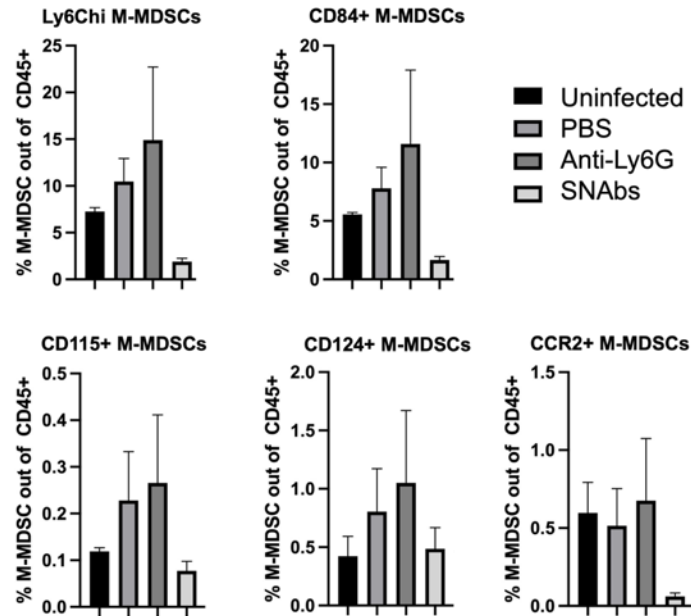 Ly6Chi M-MDSCs
% M-MDSC out of CD45+
25
20
15
10
5
0
CD84+ M-MDSCs
% M-MDSC out of CD45+
20
15
10
5
0
Uninfected
PBS
Anti-Ly6G
SNAbs
CD115+ M-MDSCs
% M-MDSC out of CD45+
0.5
0.4
0.3
0.2
0.1
0.0
CD124+ M-MDSCs
% M-MDSC out of CD45+
2.0
1.5
1.0
0.5
0.0
CCR2+ M-MDSCs
% M-MDSC out of CD45+
1.5
1.0
0.5
0.0